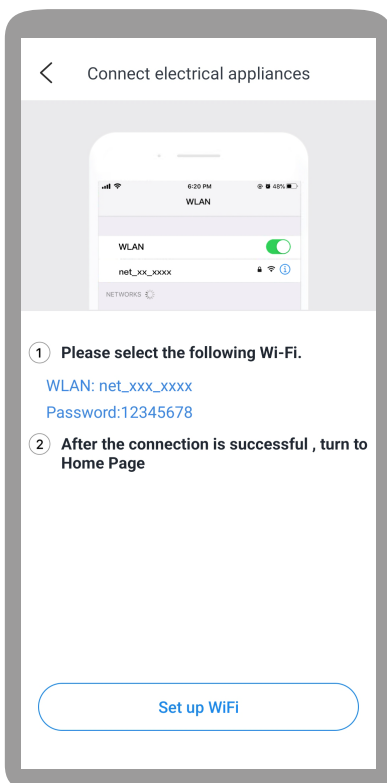 Connect electrical appliances
6:20 PM 48%
WLAN
WLAN
net_xx_xxxx
NETWORKS
1 Please select the following Wi-Fi.
WLAN: net_xxx_xxxx
Password:12345678
2 After the connection is successful , turn to
Home Page
Set up WiFi